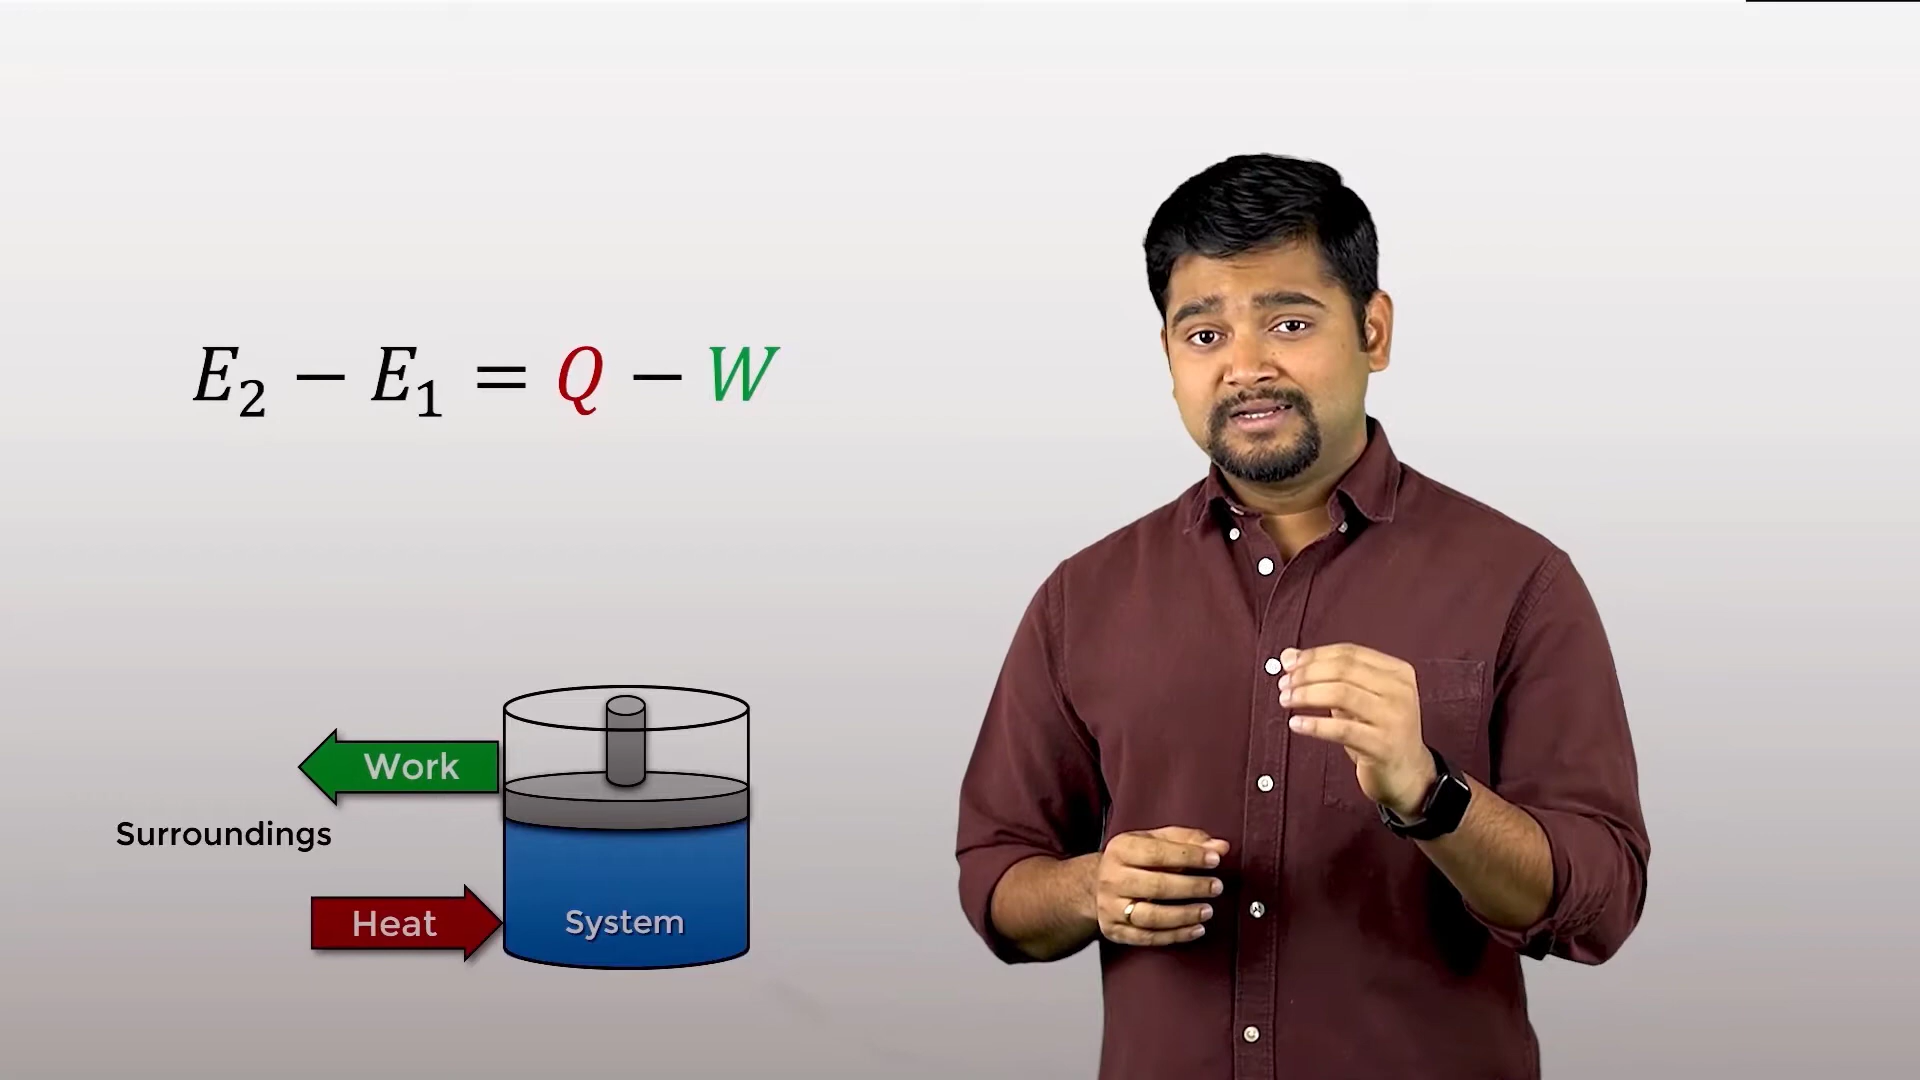 E₂ − E₁ = Q − W
Work
Surroundings
Heat
System